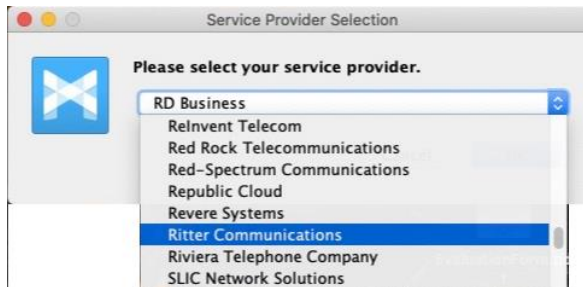 Service Provider Selection
Please select your service provider.
RD Business
ReInvent Telecom
Red Rock Telecommunications
Red-Spectrum Communications
Republic Cloud
Revere Systems
Ritter Communications
Riviera Telephone Company
SLIC Network Solutions